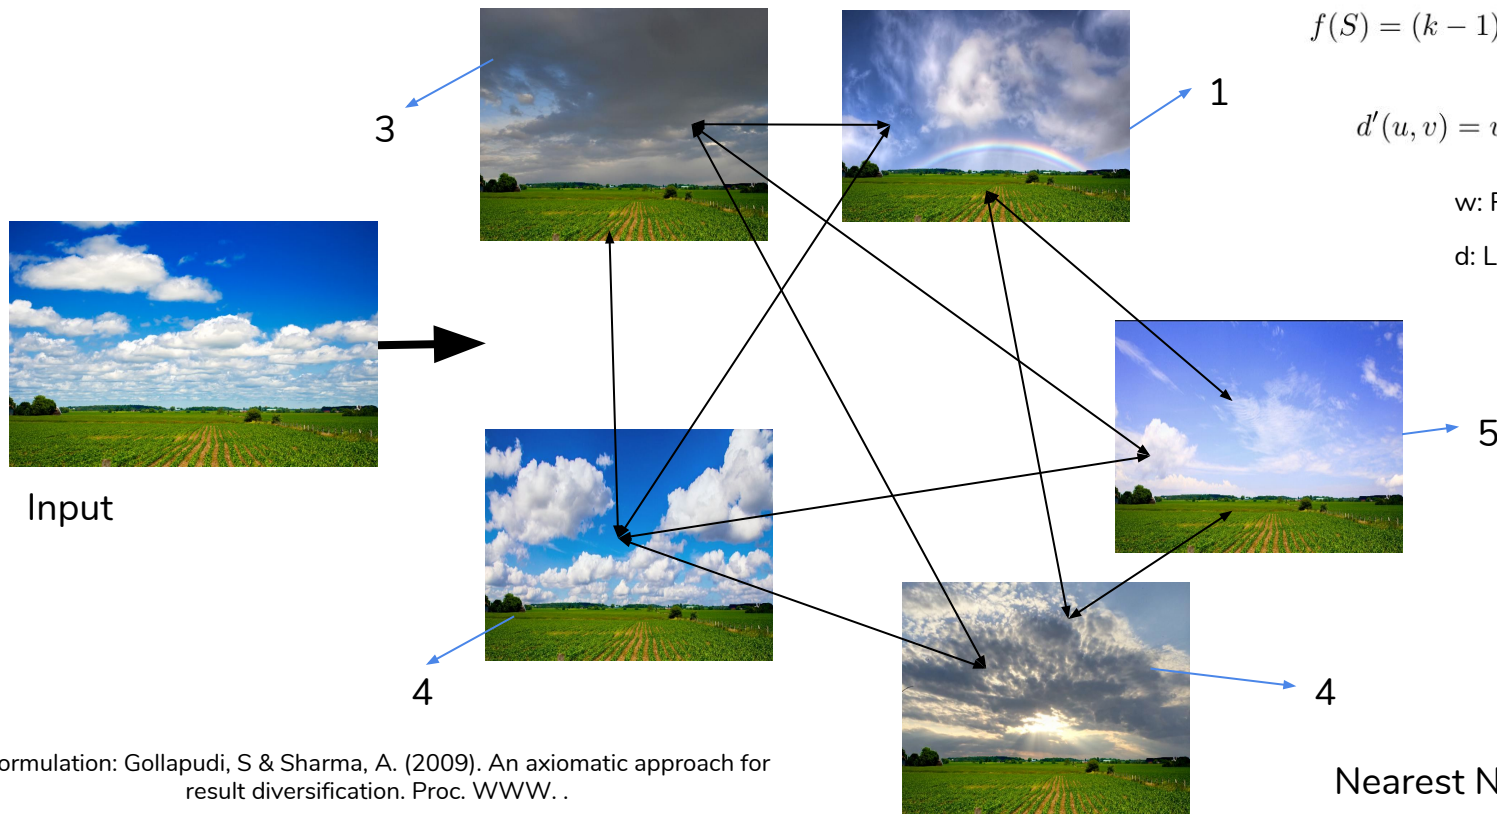 f(S) = (k − 1)
3
1
d′(u, v) =
w:
d:
5
Input
4
4
Formulation: Gollapudi, S & Sharma, A. (2009). An axiomatic approach for
result diversification. Proc. WWW. .
Nearest